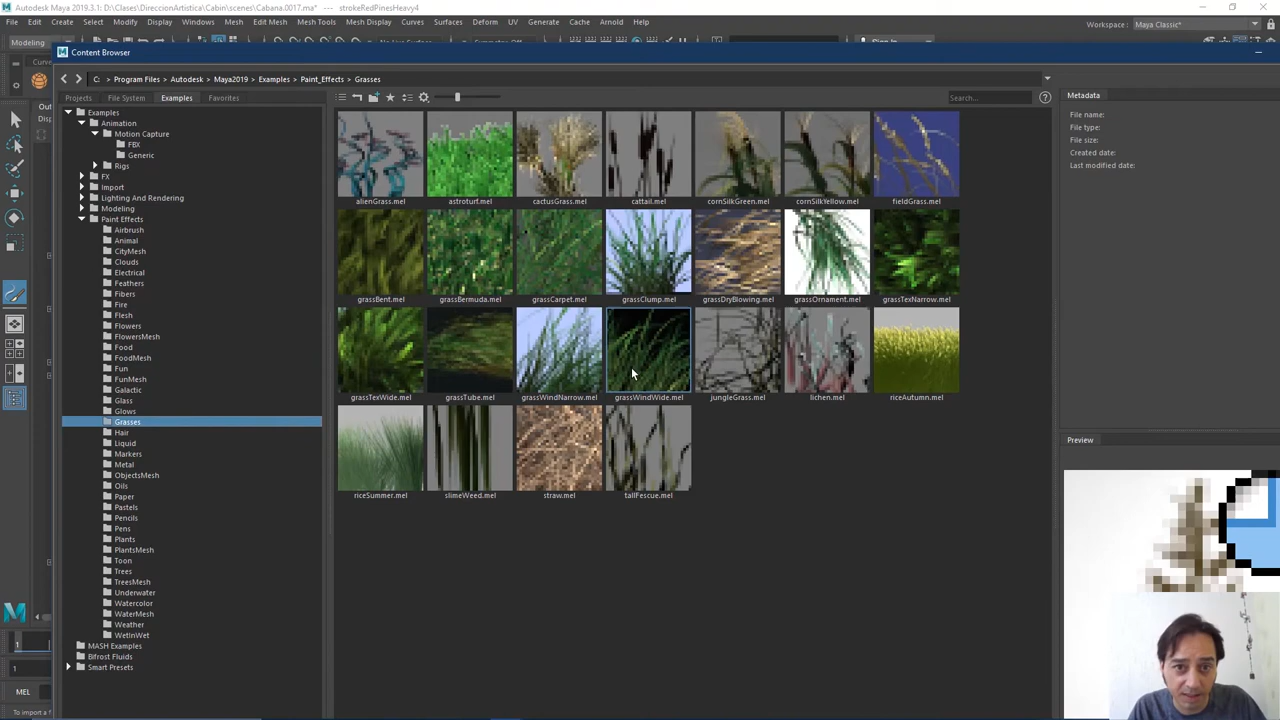 Autodesk Maya 2019.3.1: D:\Clases\DireccionArtistica\Cabin\scenes\Cabana.0017.ma*   -   strokeRedPinesHeavy4
File Edit Create Select Modify Display Windows Mesh Edit Mesh Mesh Tools Mesh Display Curves Surfaces Deform UV Generate Cache Arnold Help
Workspace : Maya Classic*
Modeling
Sign In
Content Browser
C: Program Files Autodesk Maya2019 Examples Paint_Effects Grasses
Projects File System Examples Favorites
Search...
Metadata
File name:
File type:
File size:
Created date:
Last modified date:
Examples
Animation
Motion Capture
FBX
Generic
Rigs
FX
Import
Lighting And Rendering
Modeling
Paint Effects
Airbrush
Animal
CityMesh
Clouds
Electrical
Feathers
Fibers
Fire
Flesh
Flowers
FlowersMesh
Food
FoodMesh
Fun
FunMesh
Galactic
Glass
Glows
Grasses
Hair
Liquid
Markers
Metal
ObjectsMesh
Oils
Paper
Pastels
Pencils
Pens
Plants
PlantsMesh
Toon
Trees
TreesMesh
Underwater
Watercolor
WaterMesh
Weather
WetInWet
MASH Examples
Bifrost Fluids
Smart Presets
alienGrass.mel astroturf.mel cactusGrass.mel cattail.mel cornSilkGreen.mel cornSilkYellow.mel fieldGrass.mel
grassBent.mel grassBermuda.mel grassCarpet.mel grassClump.mel grassDryBlowing.mel grassOrnament.mel grassTexNarrow.mel
grassTexWide.mel grassTube.mel grassWindNarrow.mel grassWindWide.mel jungleGrass.mel lichen.mel riceAutumn.mel
riceSummer.mel slimeWeed.mel straw.mel tallFescue.mel
Preview
1
1
MEL